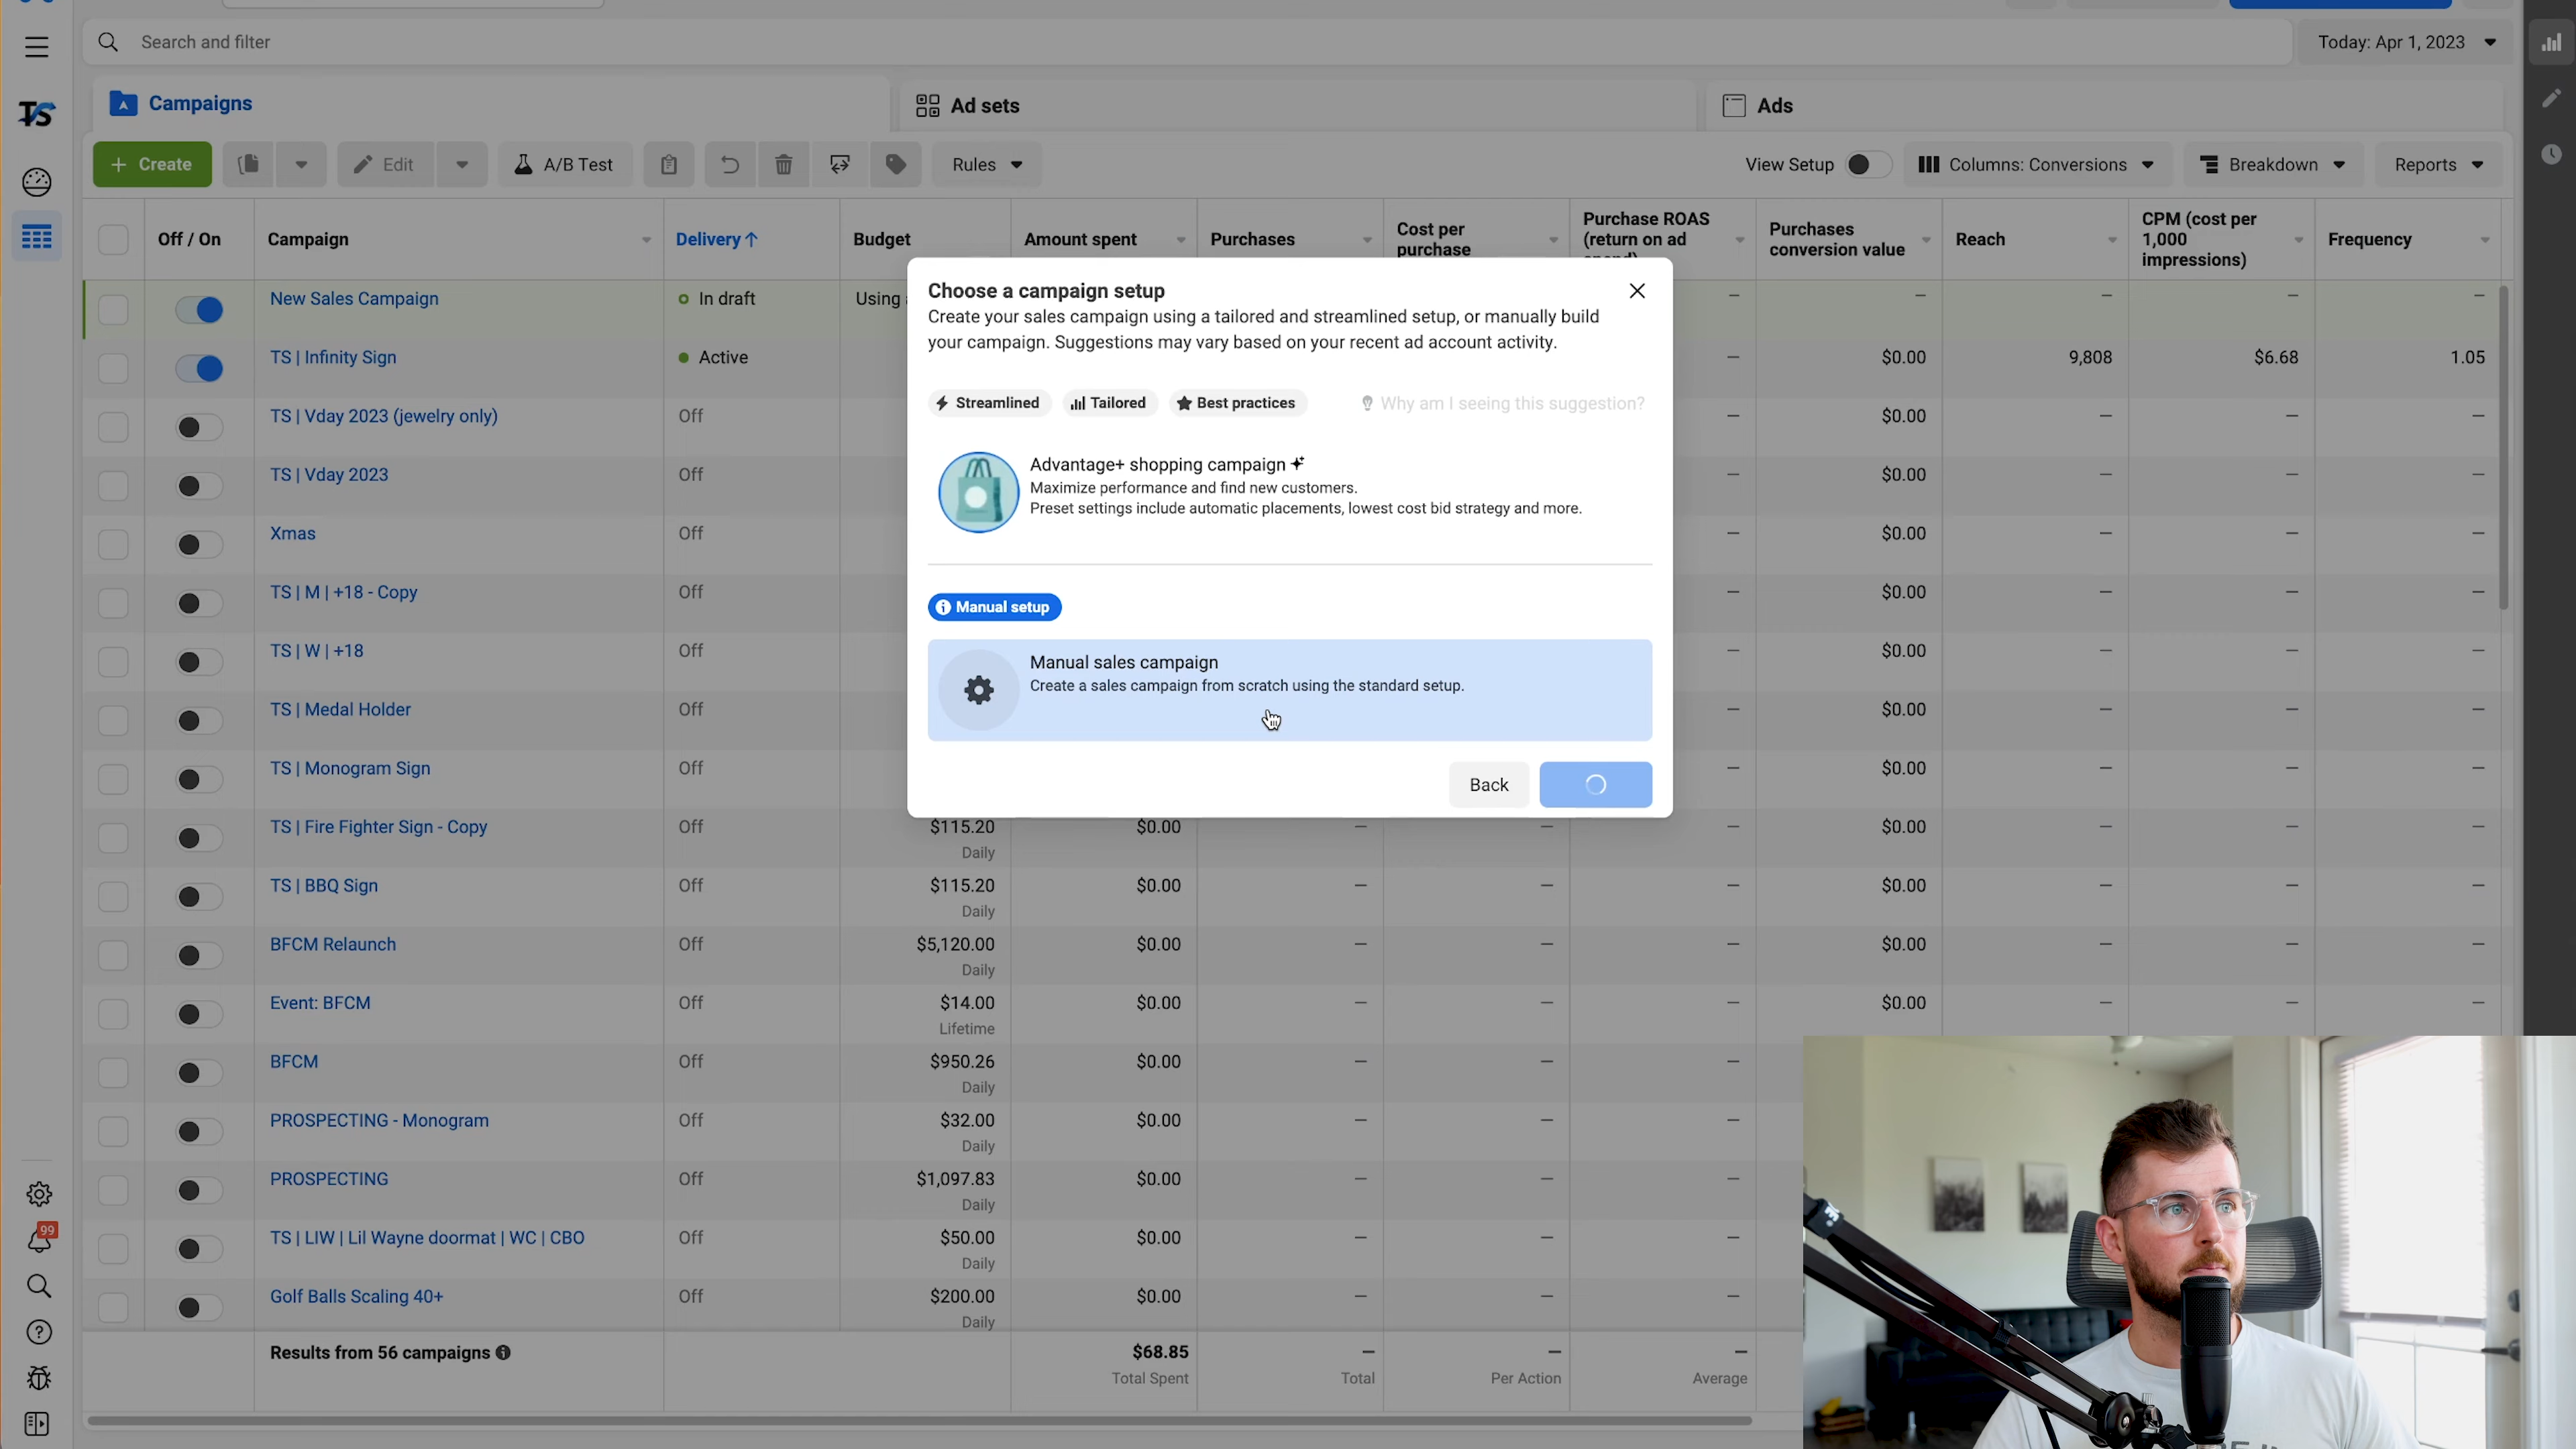 Search and filter
Today: Apr 1, 2023
TS
Campaigns
Ad sets
Ads
+ Create
Edit
A/B Test
Rules
View Setup
Columns: Conversions
Breakdown
Reports
Off / On
Campaign
Delivery ↑
Budget
Amount spent
Purchases
Cost per
purchase
Purchase ROAS
(return on ad
Purchases
conversion value
Reach
CPM (cost per
1,000
impressions)
Frequency
New Sales Campaign
In draft
Using
—
—
—
—
—
TS | Infinity Sign
Active
—
$0.00
9,808
$6.68
1.05
TS | Vday 2023 (jewelry only)
Off
—
$0.00
—
—
—
TS | Vday 2023
Off
—
$0.00
—
—
—
Xmas
Off
—
$0.00
—
—
—
TS | M | +18 - Copy
Off
—
$0.00
—
—
—
TS | W | +18
Off
—
$0.00
—
—
—
TS | Medal Holder
Off
—
$0.00
—
—
—
TS | Monogram Sign
Off
—
$0.00
—
—
—
Choose a campaign setup
Create your sales campaign using a tailored and streamlined setup, or manually build
your campaign. Suggestions may vary based on your recent ad account activity.
Streamlined
Tailored
Best practices
Why am I seeing this suggestion?
Advantage+ shopping campaign
Maximize performance and find new customers.
Preset settings include automatic placements, lowest cost bid strategy and more.
Manual setup
Manual sales campaign
Create a sales campaign from scratch using the standard setup.
Back
TS | Fire Fighter Sign - Copy
Off
$115.20
Daily
$0.00
—
—
—
$0.00
—
—
—
TS | BBQ Sign
Off
$115.20
Daily
$0.00
—
—
—
$0.00
—
—
—
BFCM Relaunch
Off
$5,120.00
Daily
$0.00
—
—
—
$0.00
—
—
—
Event: BFCM
Off
$14.00
Lifetime
$0.00
—
—
—
$0.00
—
—
—
BFCM
Off
$950.26
Daily
$0.00
—
—
—
PROSPECTING - Monogram
Off
$32.00
Daily
$0.00
—
—
—
PROSPECTING
Off
$1,097.83
Daily
$0.00
—
—
—
TS | LIW | Lil Wayne doormat | WC | CBO
Off
$50.00
Daily
$0.00
—
—
—
Golf Balls Scaling 40+
Off
$200.00
Daily
$0.00
—
—
—
99
Results from 56 campaigns
$68.85
Total Spent
—
Total
—
Per Action
—
Average